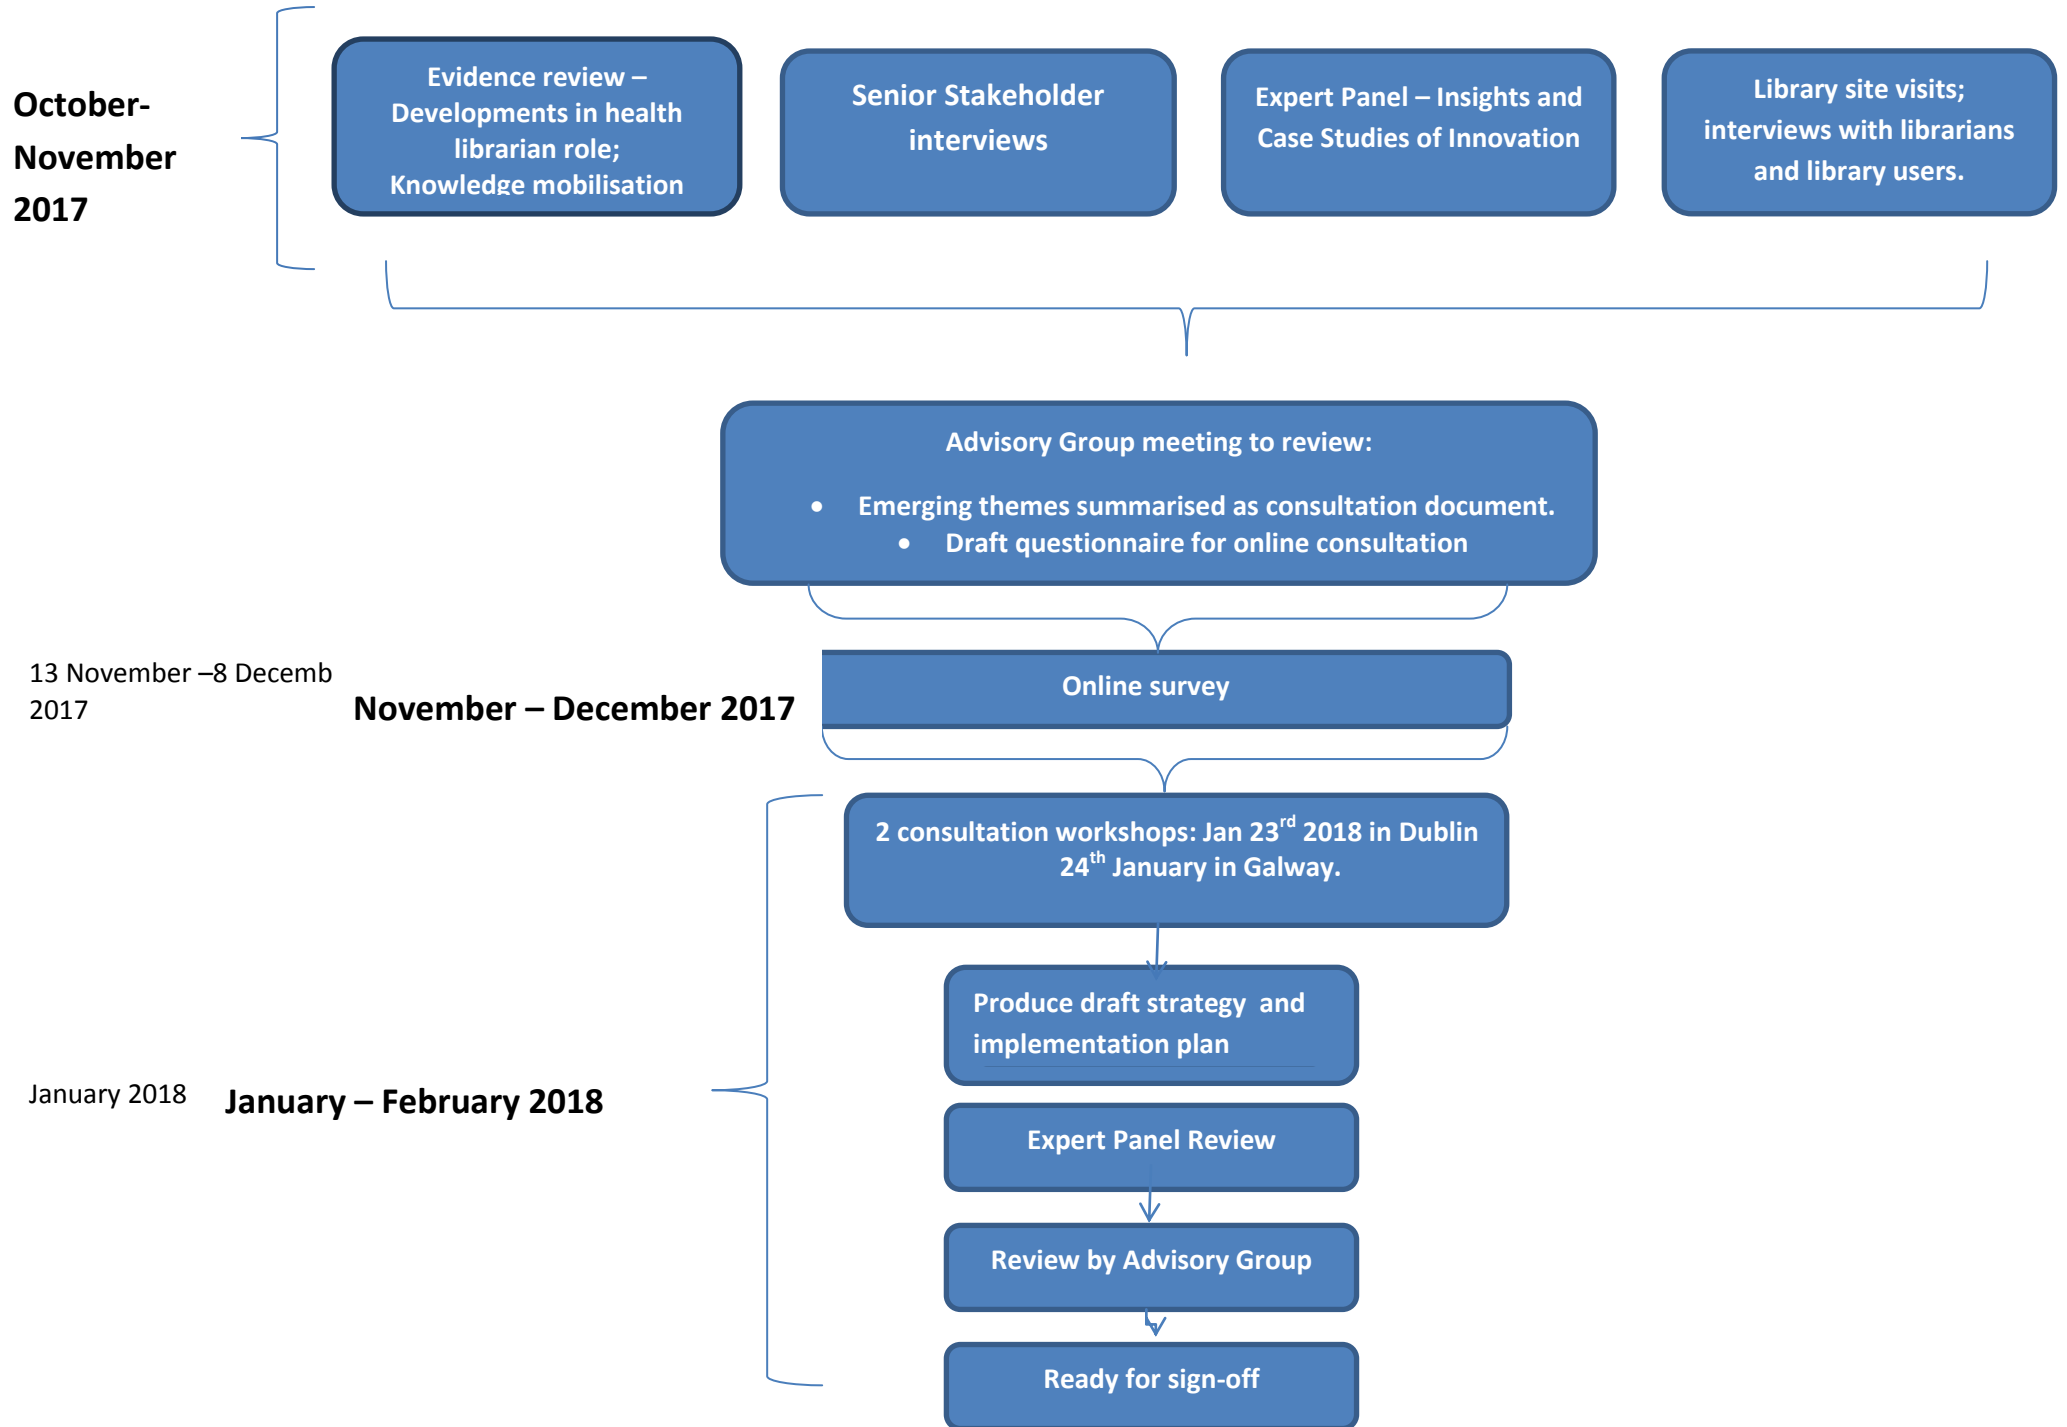 October-
November
2017
Evidence review –
Developments in health
librarian role;
Knowledge mobilisation
Senior Stakeholder
interviews
Expert Panel – Insights and
Case Studies of Innovation
Library site visits;
interviews with librarians
and library users.
Advisory Group meeting to review:
• Emerging themes summarised as consultation document.
• Draft questionnaire for online consultation
13 November –8 Decemb
2017
November – December 2017
Online survey
2 consultation workshops: Jan 23rd 2018 in Dublin
24th January in Galway.
Produce draft strategy and
implementation plan
January 2018
January – February 2018
Expert Panel Review
Review by Advisory Group
Ready for sign-off